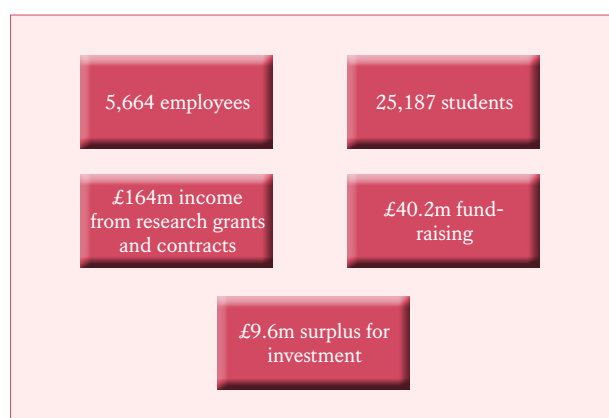 5,664 employees
25,187 students
£164m income
from research grants
and contracts
£40.2m fund-
raising
£9.6m surplus for
investment